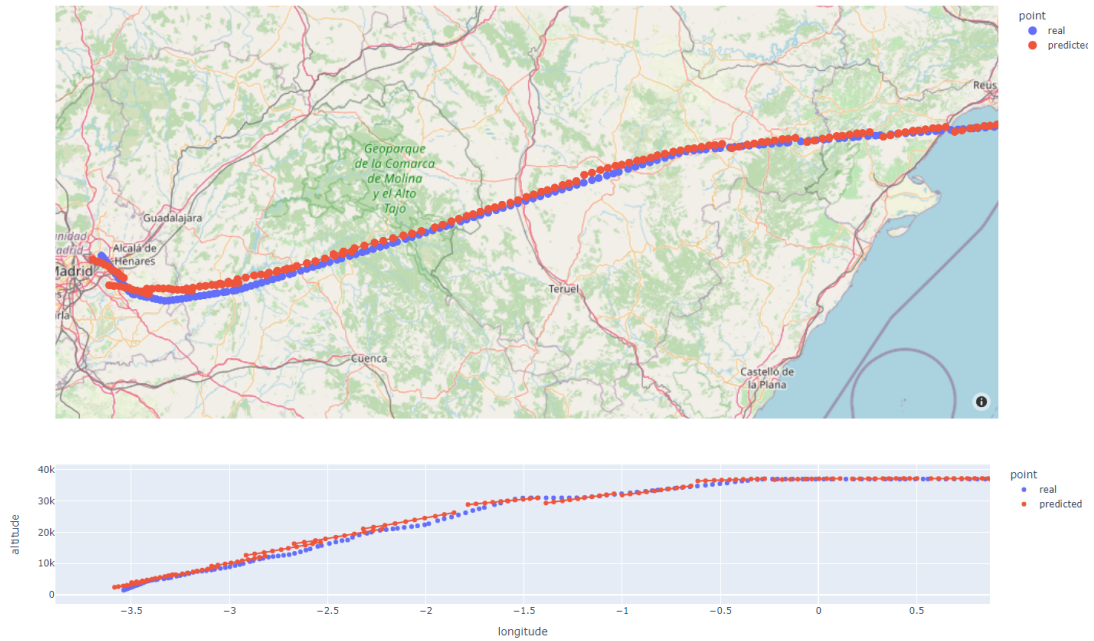 point
real
predicted
Reus
Geoparque
de la Comarca
de Molina
y el Alto
Tajo
Guadalajara
Alcalá de
Henares
Madrid
Teruel
Cuenca
Castelló de
la Plana
40k
30k
20k
10k
0
altitude
−3.5
−3
−2.5
−2
−1.5
−1
−0.5
0
0.5
longitude
point
real
predicted